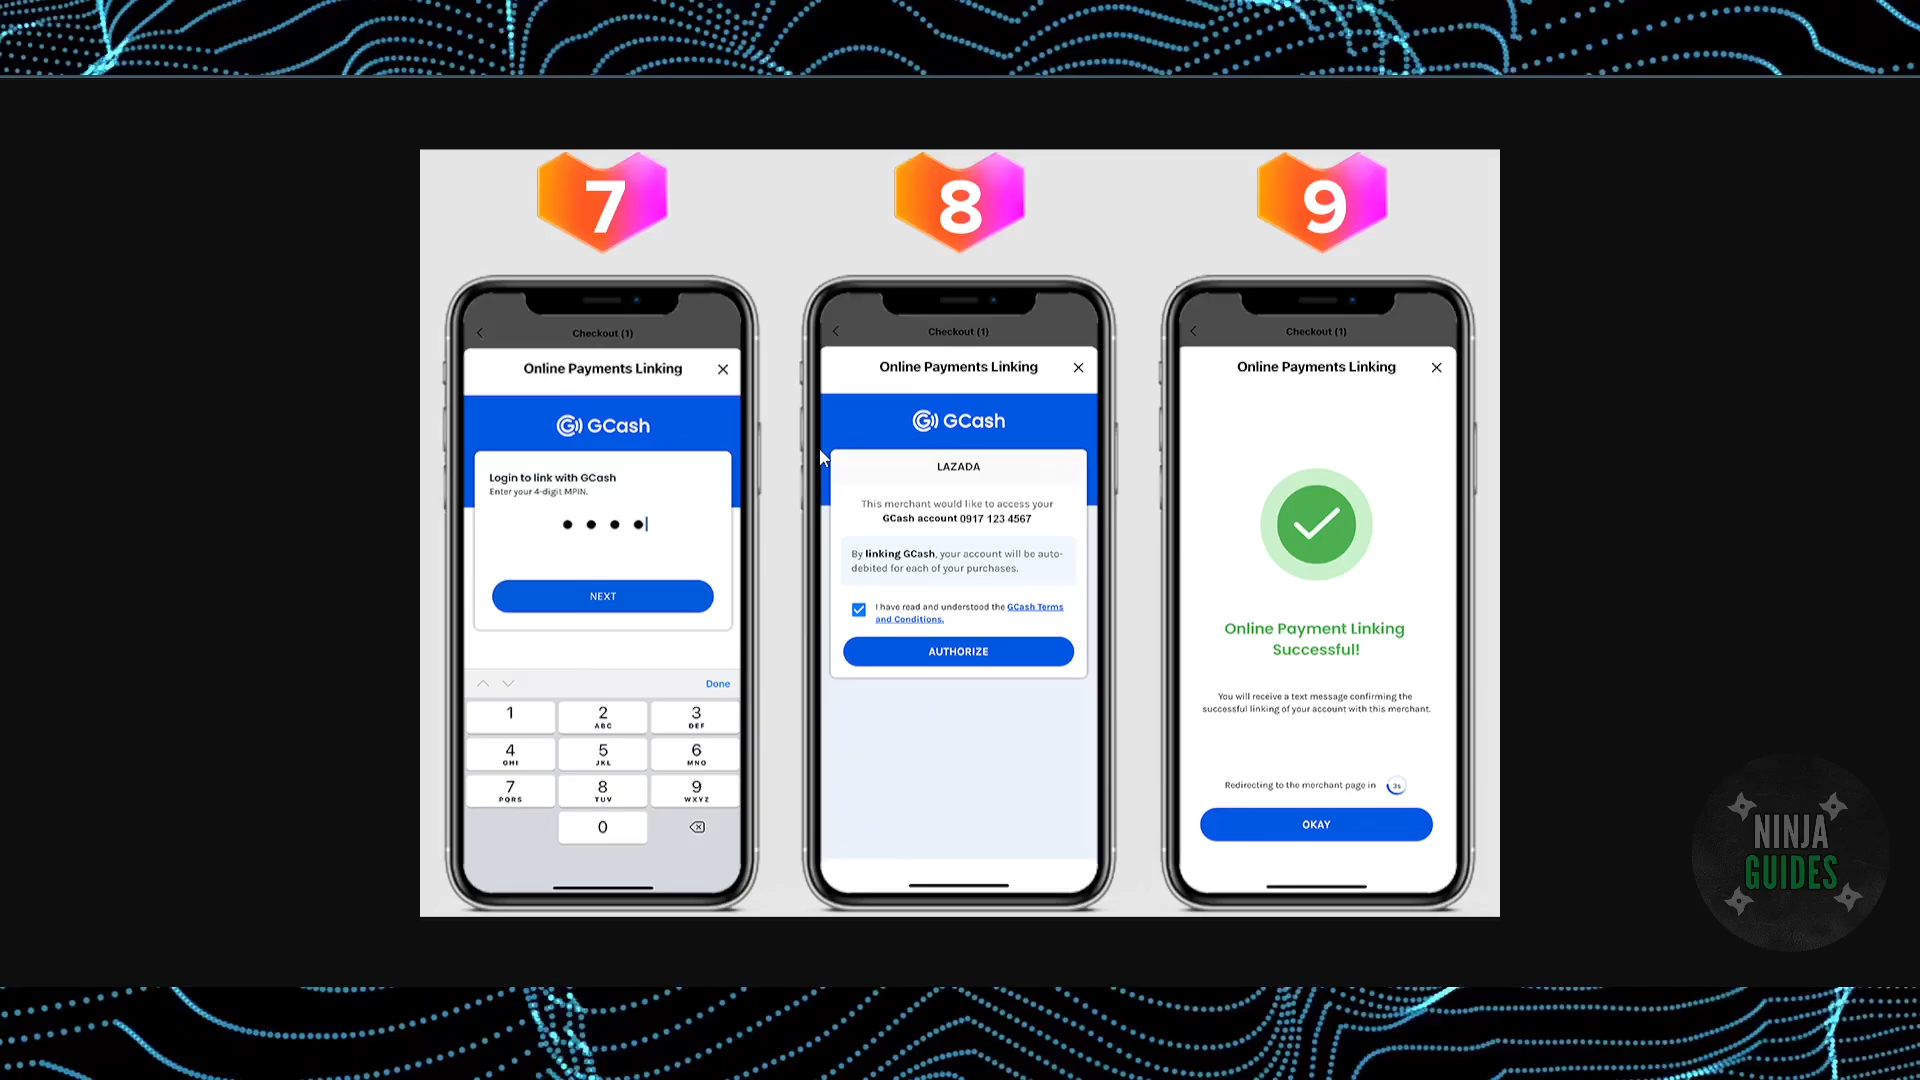 7
Checkout (1)
Online Payments Linking
GCash
Login to link with GCash
Enter your 4-digit MPIN.
NEXT
Done
1
2
ABC
3
DEF
4
GHI
5
JKL
6
MNO
7
PQRS
8
TUV
9
WXYZ
0
8
Checkout (1)
Online Payments Linking
GCash
LAZADA
This merchant would like to access your
GCash account 0917 123 4567
By linking GCash, your account will be auto-
debited for each of your purchases.
I have read and understood the GCash Terms
and Conditions.
AUTHORIZE
9
Checkout (1)
Online Payments Linking
Online Payment Linking
Successful!
You will receive a text message confirming the
successful linking of your account with this merchant.
Redirecting to the merchant page in 3s
OKAY
NINJA
GUIDES